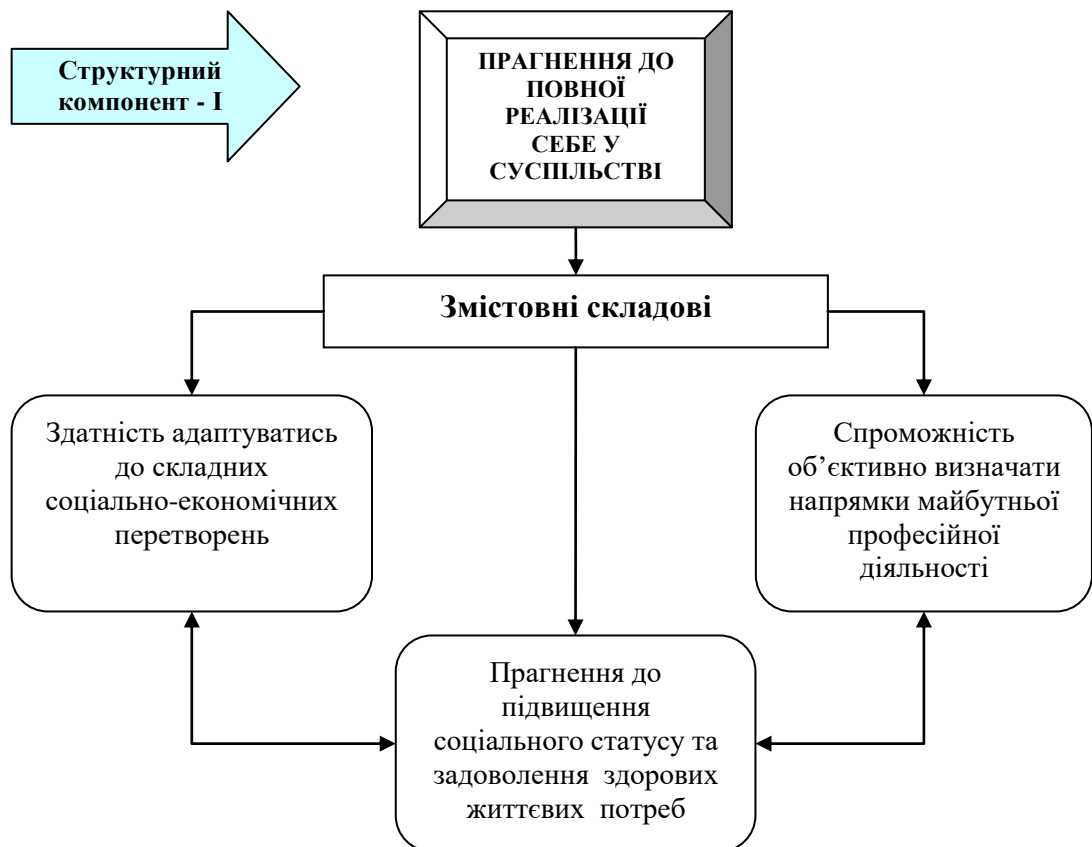 Структурний
компонент - І
ПРАГНЕННЯ ДО
ПОВНОЇ
РЕАЛІЗАЦІЇ
СЕБЕ У
СУСПІЛЬСТВІ
Змістовні складові
Здатність адаптуватись
до складних
соціально-економічних
перетворень
Спроможність
об’єктивно визначати
напрямки майбутньої
професійної
діяльності
Прагнення до
підвищення
соціального статусу та
задоволення здорових
життєвих потреб